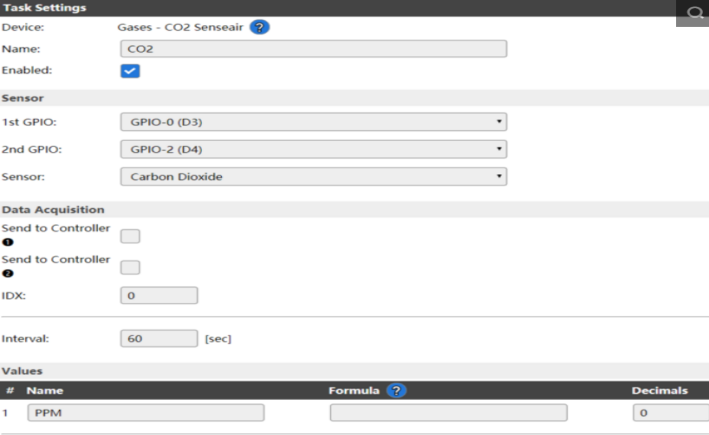 Task Settings
Device: Gases - CO2 Senseair ?
Name: CO2
Enabled:
Sensor
1st GPIO: GPIO-0 (D3)
2nd GPIO: GPIO-2 (D4)
Sensor: Carbon Dioxide
Data Acquisition
Send to Controller
1
Send to Controller
2
IDX: 0
Interval: 60 [sec]
Values
# Name Formula ? Decimals
1 PPM 0